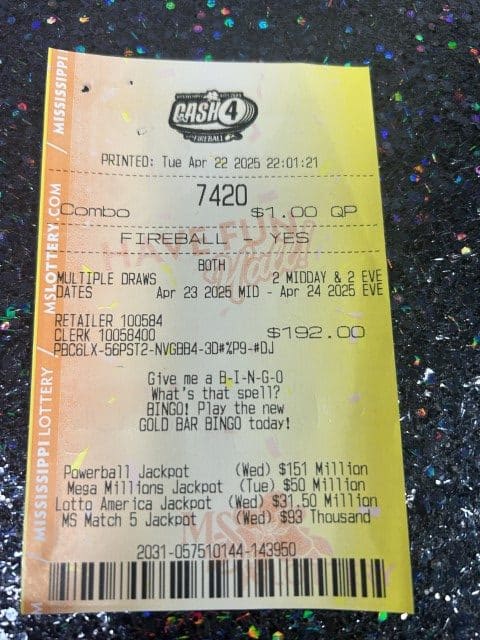 MISSISSIPPI
CASH 4
FIREBALL
PRINTED: Tue Apr 22 2025 22:01:21
7420
Combo $1.00 QP
FIREBALL - YES
BOTH
MULTIPLE DRAWS 2 MIDDAY & 2 EVE
DATES Apr 23 2025 MID - Apr 24 2025 EVE
RETAILER 100584
CLERK 10058400 $192.00
PBC6LX-56PST2-NVGBB4-3D#%P9-#DJ
Give me a B-I-N-G-O
What's that spell?
BINGO! Play the new
GOLD BAR BINGO today!
Powerball Jackpot (Wed) $151 Million
Mega Millions Jackpot (Tue) $50 Million
Lotto America Jackpot (Wed) $31.50 Million
MS Match 5 Jackpot (Wed) $93 Thousand
2031-057510144-143950
MISSISSIPPI LOTTERY / MSLOTTERY.COM /
HAVE FUN